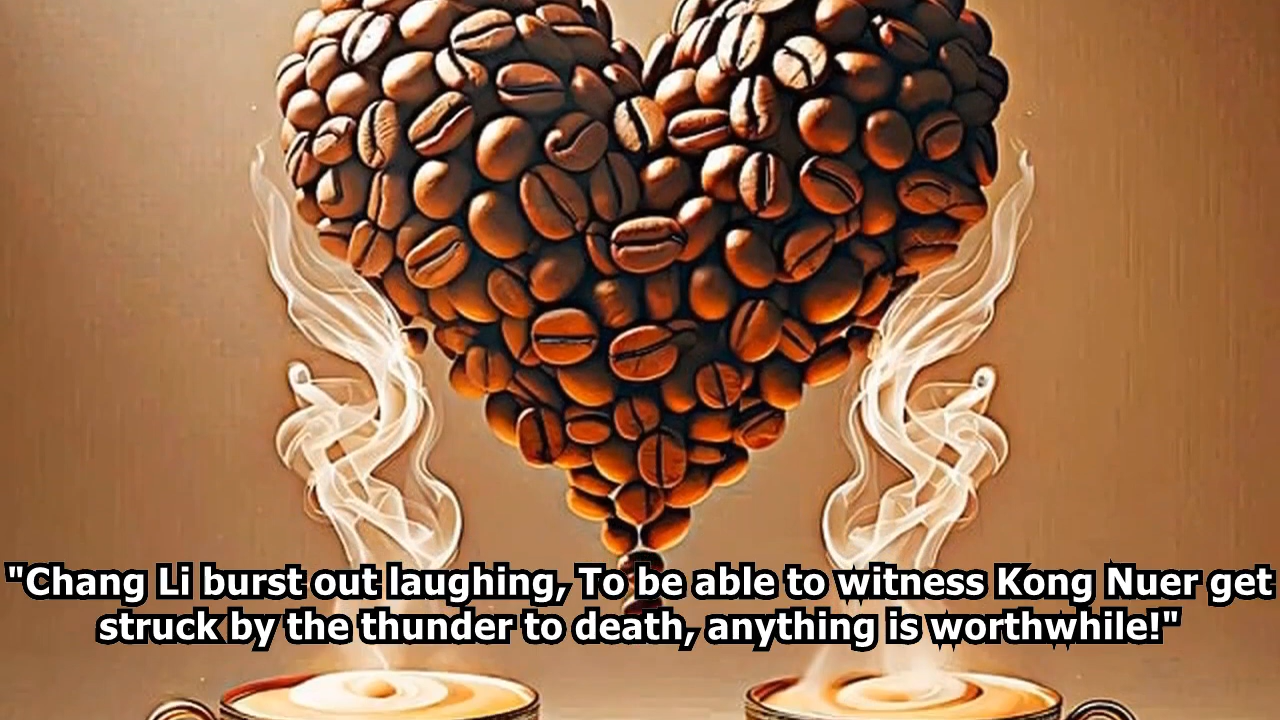 "Chang Li burst out laughing, To be able to witness Kong Nuer get
struck by the thunder to death, anything is worthwhile!"